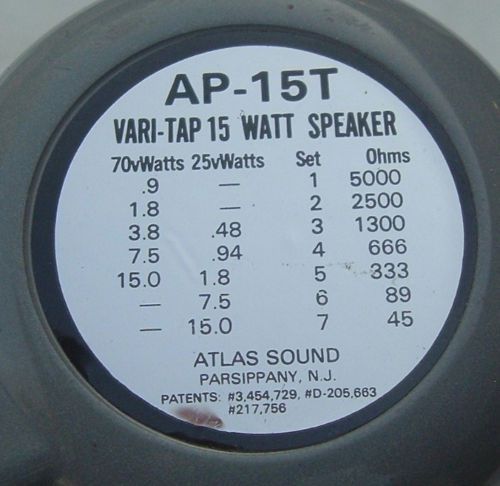 AP-15T
VARI-TAP 15 WATT SPEAKER
70vWatts 25vWatts Set Ohms
.9 — 1 5000
1.8 — 2 2500
3.8 .48 3 1300
7.5 .94 4 666
15.0 1.8 5 333
— 7.5 6 89
— 15.0 7 45
ATLAS SOUND
PARSIPPANY, N.J.
PATENTS: #3,454,729, #D-205,663
#217,756